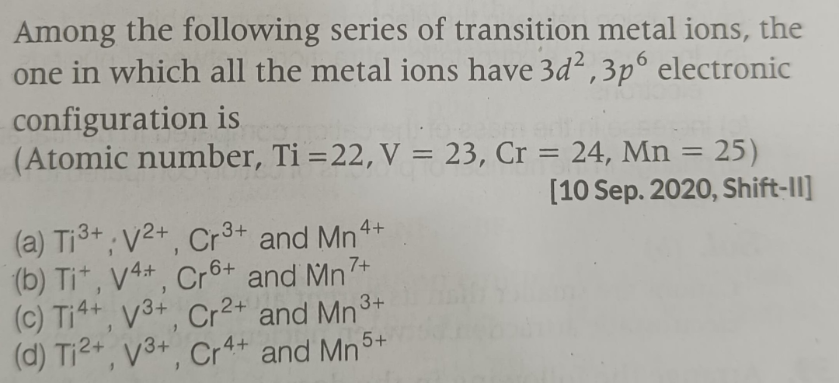 Among the following series of transition metal ions, the
one in which all the metal ions have 3d², 3p⁶ electronic
configuration is
(Atomic number, Ti = 22, V = 23, Cr = 24, Mn = 25)
[10 Sep. 2020, Shift-II]
(a) Ti³⁺, V²⁺, Cr³⁺ and Mn⁴⁺
(b) Ti⁺, V⁴⁺, Cr⁶⁺ and Mn⁷⁺
(c) Ti⁴⁺, V³⁺, Cr²⁺ and Mn³⁺
(d) Ti²⁺, V³⁺, Cr⁴⁺ and Mn⁵⁺